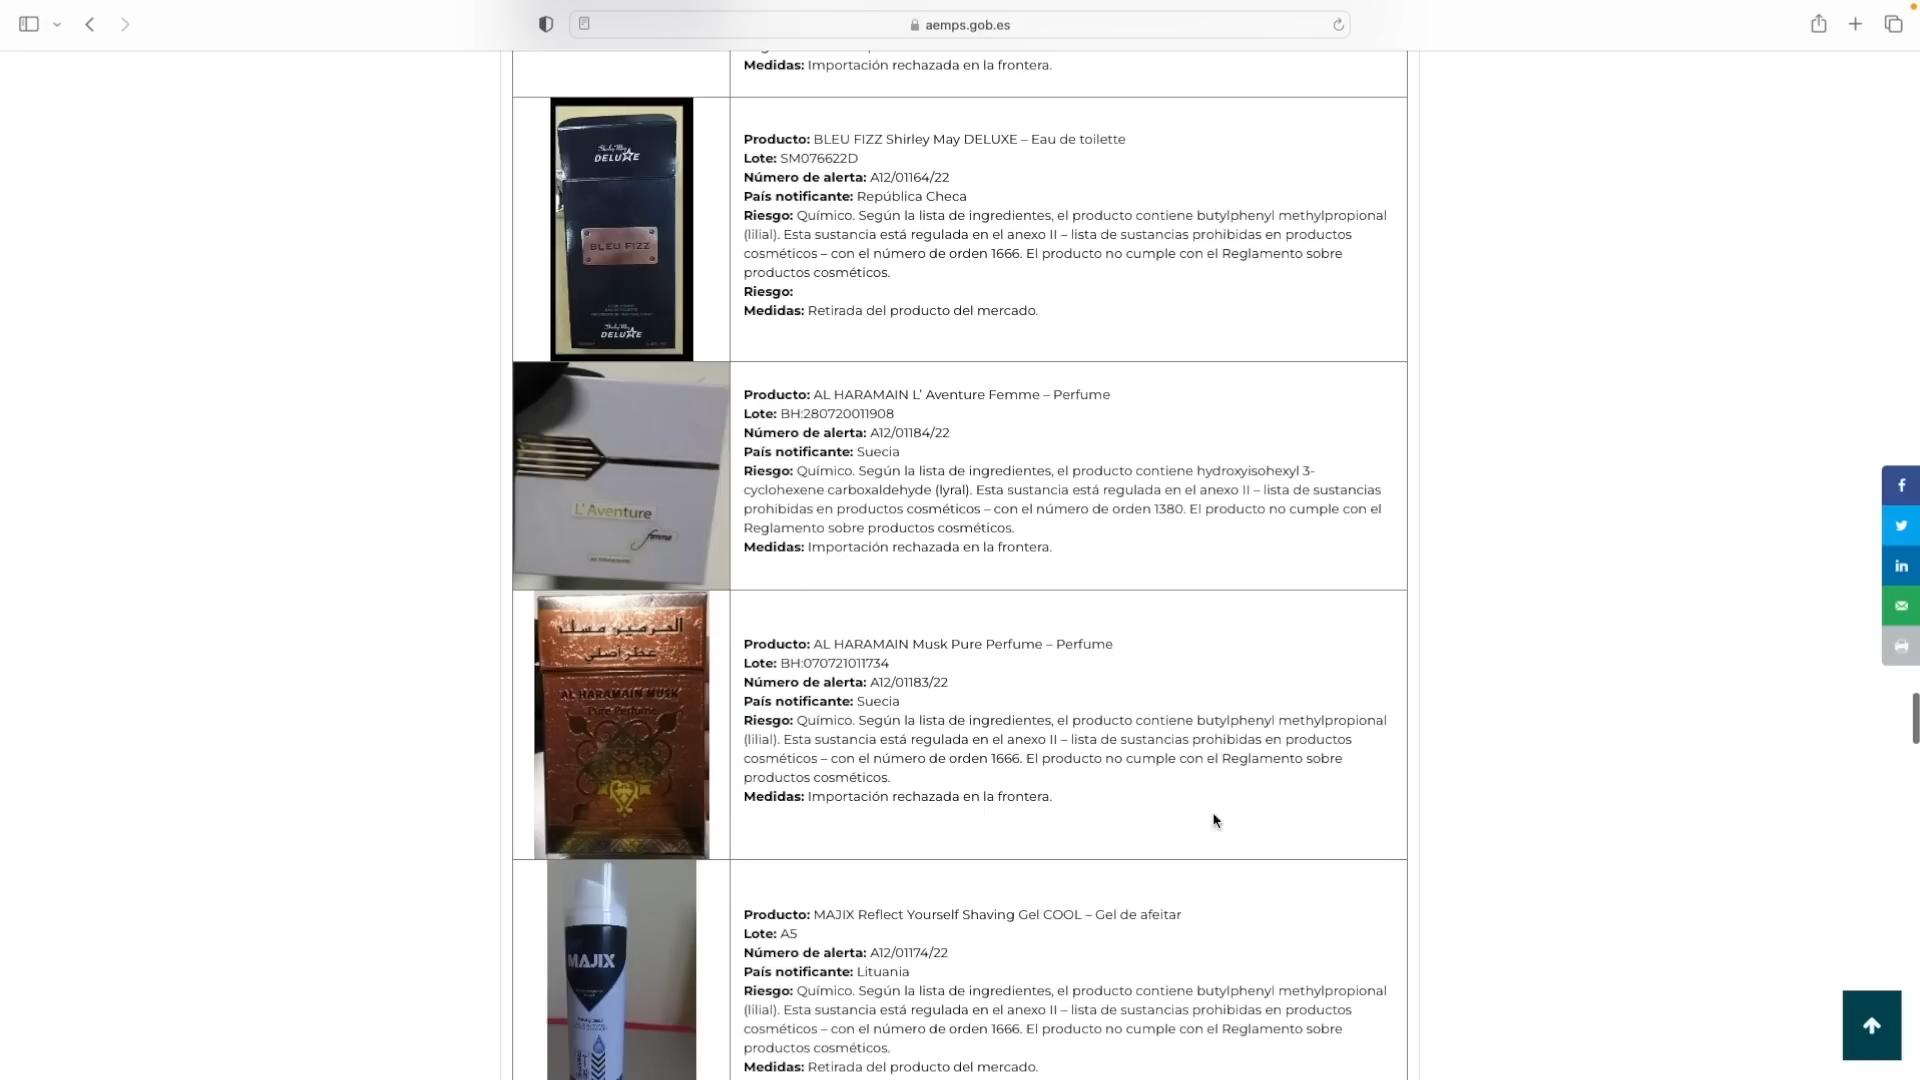 aemps.gob.es
Medidas: Importación rechazada en la frontera.
Shirley May
DELUXE
BLEU FIZZ
Shirley May
DELUXE
Producto: BLEU FIZZ Shirley May DELUXE – Eau de toilette
Lote: SM076622D
Número de alerta: A12/01164/22
País notificante: República Checa
Riesgo: Químico. Según la lista de ingredientes, el producto contiene butylphenyl methylpropional
(lilial). Esta sustancia está regulada en el anexo II – lista de sustancias prohibidas en productos
cosméticos – con el número de orden 1666. El producto no cumple con el Reglamento sobre
productos cosméticos.
Riesgo:
Medidas: Retirada del producto del mercado.
L' Aventure
femme
Producto: AL HARAMAIN L' Aventure Femme – Perfume
Lote: BH:280720011908
Número de alerta: A12/01184/22
País notificante: Suecia
Riesgo: Químico. Según la lista de ingredientes, el producto contiene hydroxyisohexyl 3-
cyclohexene carboxaldehyde (lyral). Esta sustancia está regulada en el anexo II – lista de sustancias
prohibidas en productos cosméticos – con el número de orden 1380. El producto no cumple con el
Reglamento sobre productos cosméticos.
Medidas: Importación rechazada en la frontera.
الحرمين مسك
عطر أصلي
AL HARAMAIN MUSK
Pure Perfume
Producto: AL HARAMAIN Musk Pure Perfume – Perfume
Lote: BH:070721011734
Número de alerta: A12/01183/22
País notificante: Suecia
Riesgo: Químico. Según la lista de ingredientes, el producto contiene butylphenyl methylpropional
(lilial). Esta sustancia está regulada en el anexo II – lista de sustancias prohibidas en productos
cosméticos – con el número de orden 1666. El producto no cumple con el Reglamento sobre
productos cosméticos.
Medidas: Importación rechazada en la frontera.
MAJIX
Producto: MAJIX Reflect Yourself Shaving Gel COOL – Gel de afeitar
Lote: A5
Número de alerta: A12/01174/22
País notificante: Lituania
Riesgo: Químico. Según la lista de ingredientes, el producto contiene butylphenyl methylpropional
(lilial). Esta sustancia está regulada en el anexo II – lista de sustancias prohibidas en productos
cosméticos – con el número de orden 1666. El producto no cumple con el Reglamento sobre
productos cosméticos.
Medidas: Retirada del producto del mercado.